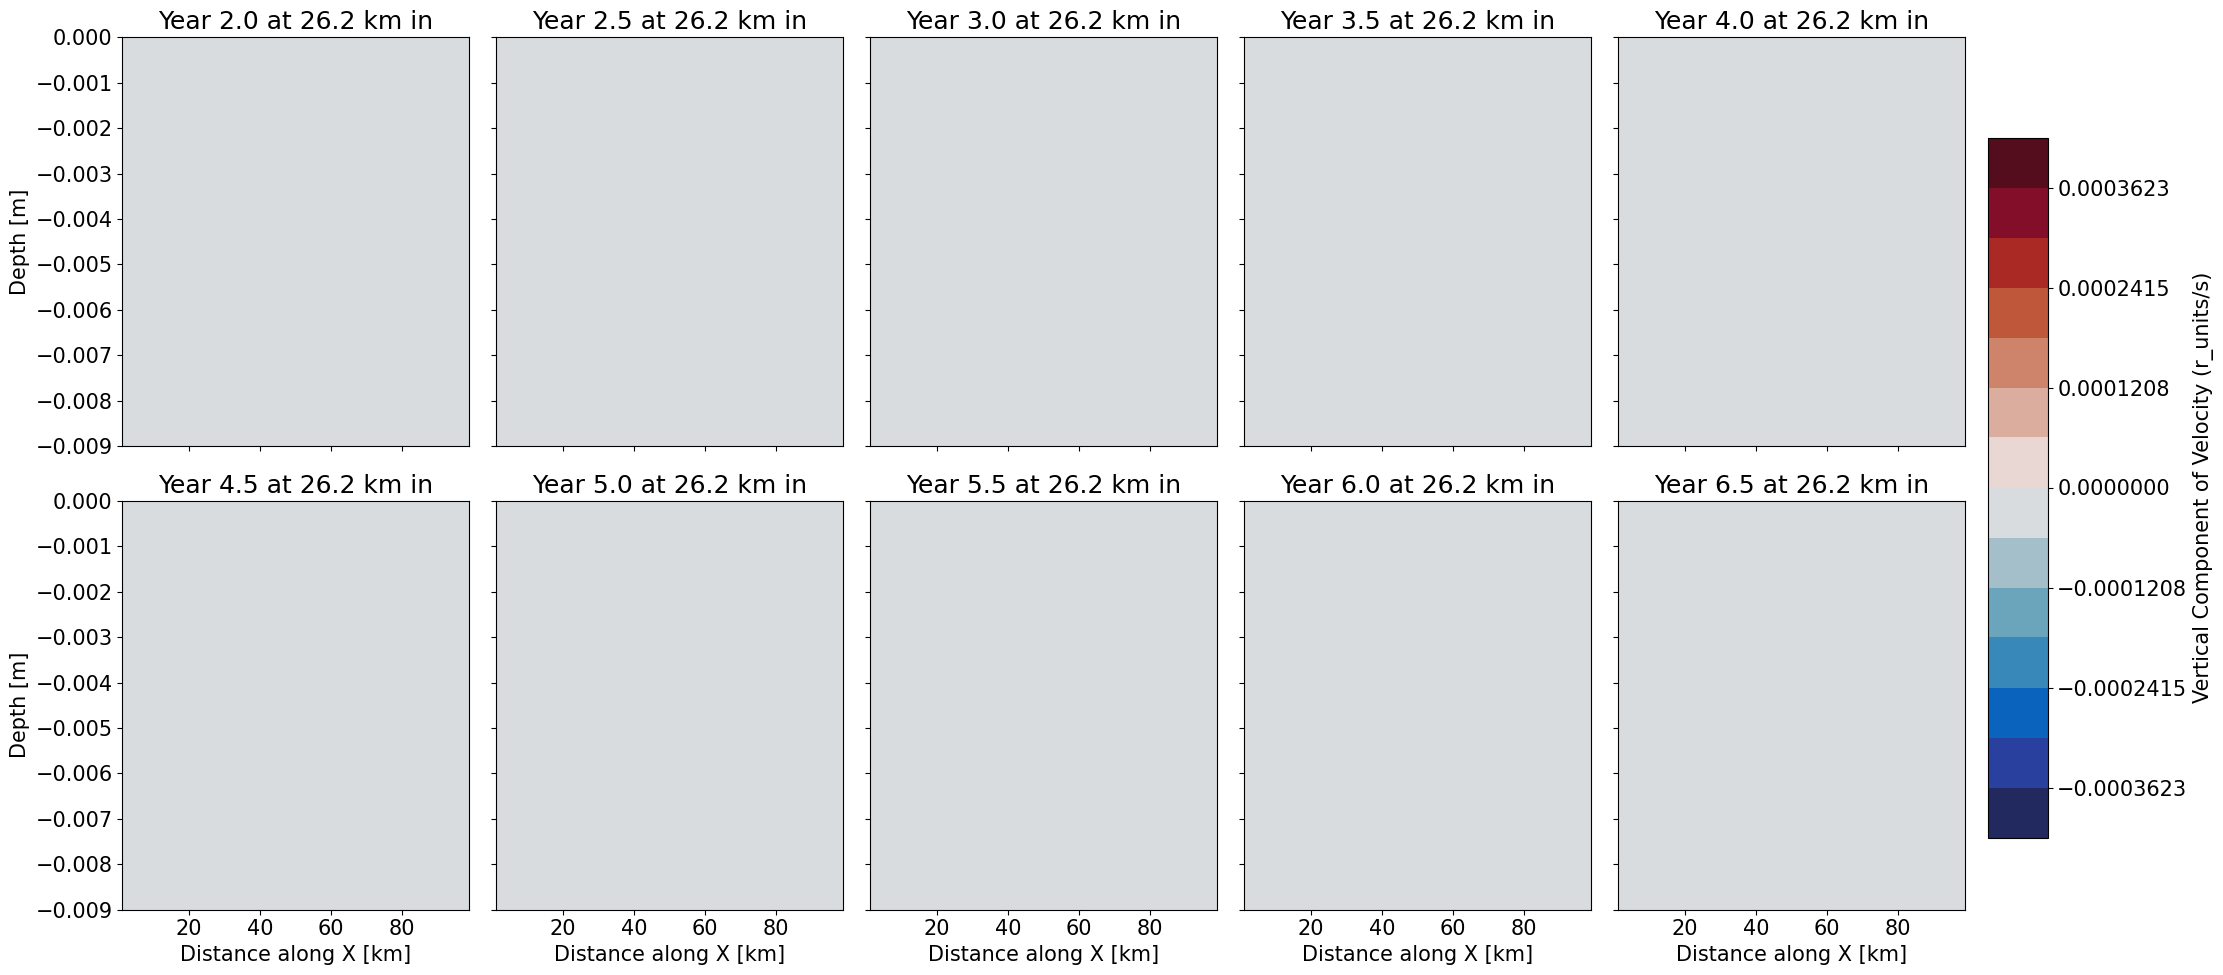 Year 2.0 at 26.2 km in
Year 2.5 at 26.2 km in
Year 3.0 at 26.2 km in
Year 3.5 at 26.2 km in
Year 4.0 at 26.2 km in
0.000
−0.001
−0.002
−0.003
−0.004
−0.005
−0.006
−0.007
−0.008
−0.009
Depth [m]
Year 4.5 at 26.2 km in
Year 5.0 at 26.2 km in
Year 5.5 at 26.2 km in
Year 6.0 at 26.2 km in
Year 6.5 at 26.2 km in
0.000
−0.001
−0.002
−0.003
−0.004
−0.005
−0.006
−0.007
−0.008
−0.009
Depth [m]
20 40 60 80
20 40 60 80
20 40 60 80
20 40 60 80
20 40 60 80
Distance along X [km]
Distance along X [km]
Distance along X [km]
Distance along X [km]
Distance along X [km]
0.0003623
0.0002415
0.0001208
0.0000000
−0.0001208
−0.0002415
−0.0003623
Vertical Component of Velocity (r_units/s)